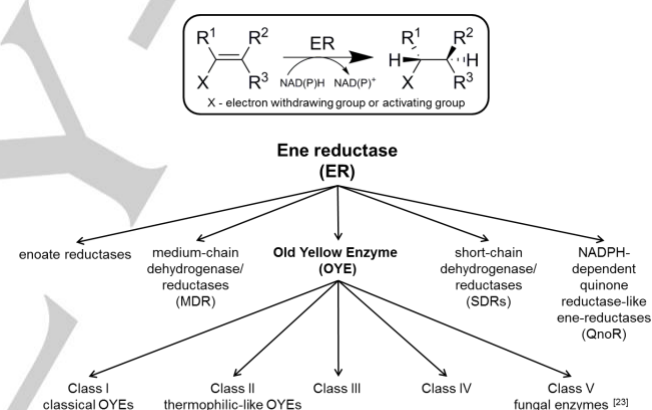 R¹ R² ER R¹ R²
H H
X R³ NAD(P)H NAD(P)⁺ X R³
X - electron withdrawing group or activating group
Ene reductase
(ER)
enoate reductases
medium-chain
dehydrogenase/
reductases
(MDR)
Old Yellow Enzyme
(OYE)
short-chain
dehydrogenase/
reductases
(SDRs)
NADPH-
dependent
quinone
reductase-like
ene-reductases
(QnoR)
Class I
classical OYEs
Class II
thermophilic-like OYEs
Class III
Class IV
Class V
fungal enzymes [23]